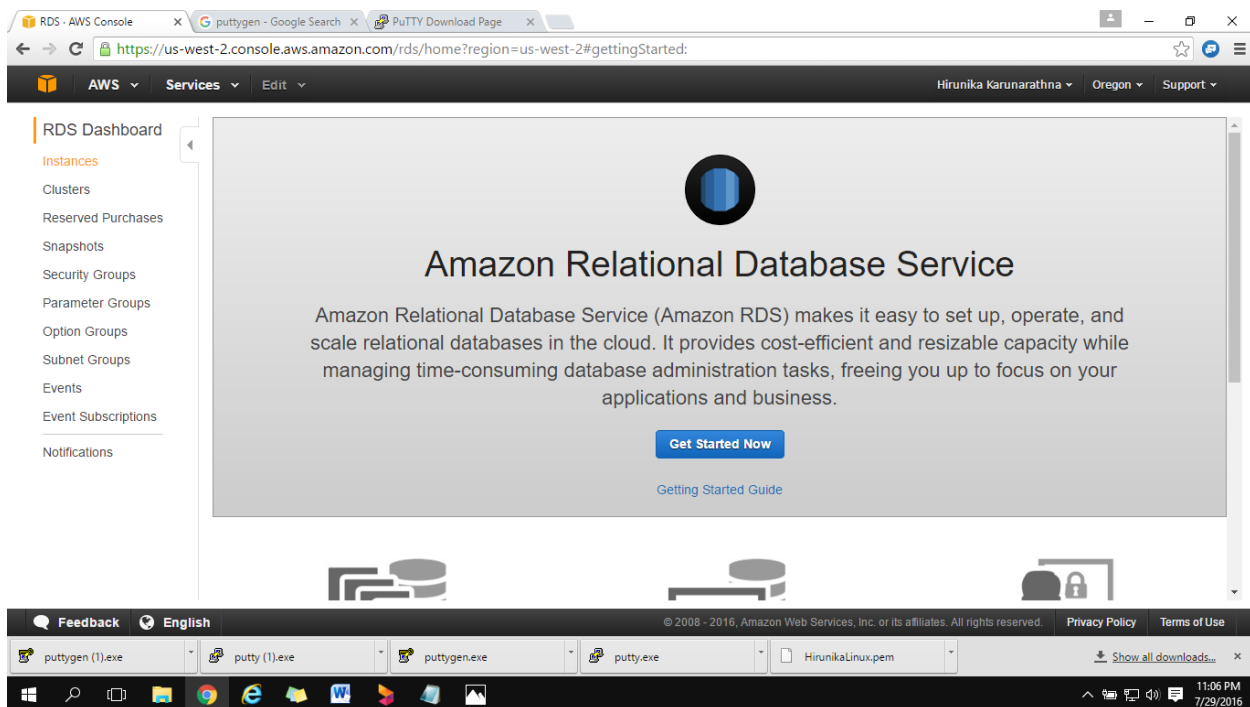 RDS · AWS Console
puttygen - Google Search
PuTTY Download Page
https://us-west-2.console.aws.amazon.com/rds/home?region=us-west-2#gettingStarted:
AWS
Services
Edit
Hirunika Karunarathna
Oregon
Support
RDS Dashboard
Instances
Clusters
Reserved Purchases
Snapshots
Security Groups
Parameter Groups
Option Groups
Subnet Groups
Events
Event Subscriptions
Notifications
Amazon Relational Database Service
Amazon Relational Database Service (Amazon RDS) makes it easy to set up, operate, and
scale relational databases in the cloud. It provides cost-efficient and resizable capacity while
managing time-consuming database administration tasks, freeing you up to focus on your
applications and business.
Get Started Now
Getting Started Guide
Feedback
English
© 2008 - 2016, Amazon Web Services, Inc. or its affiliates. All rights reserved.
Privacy Policy
Terms of Use
puttygen (1).exe
putty (1).exe
puttygen.exe
putty.exe
HirunikaLinux.pem
Show all downloads...
11:06 PM
7/29/2016